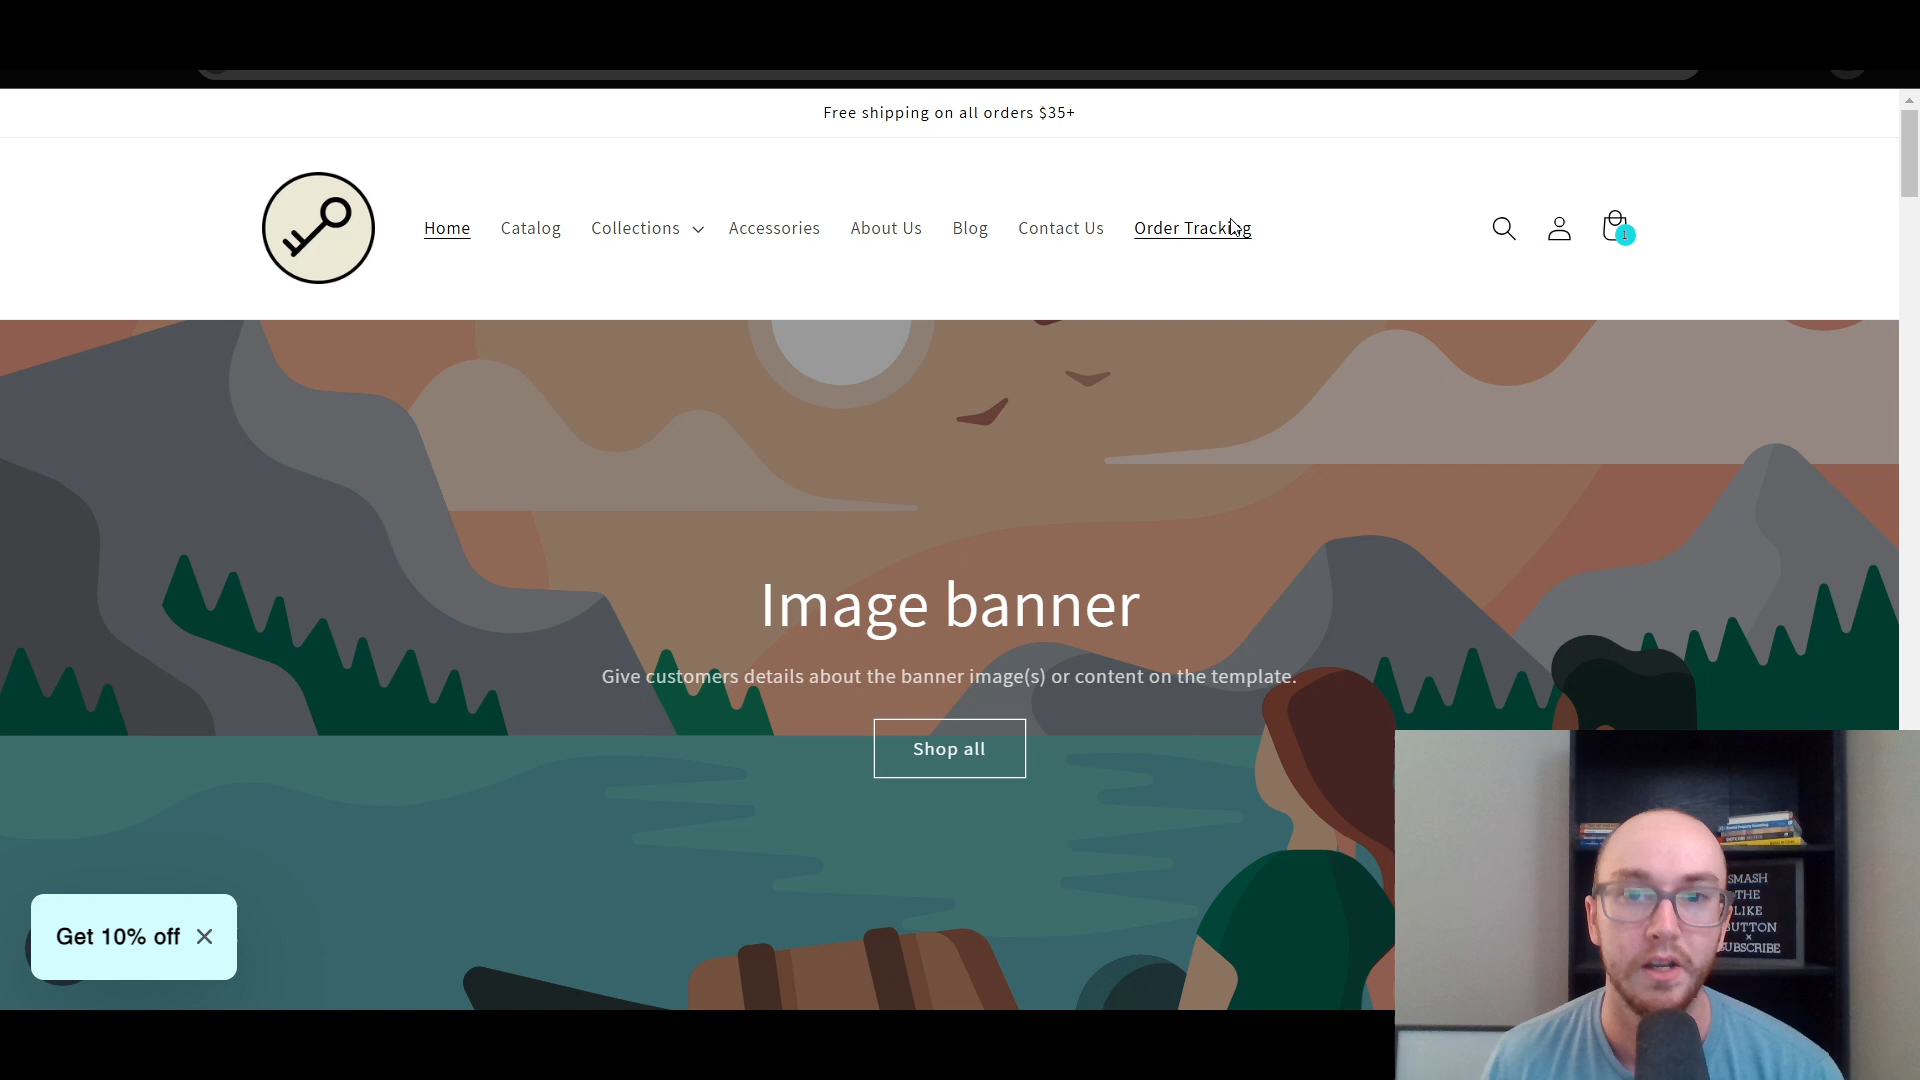 Free shipping on all orders $35+
Home Catalog Collections Accessories About Us Blog Contact Us Order Tracking
1
Image banner
Give customers details about the banner image(s) or content on the template.
Shop all
Get 10% off
SMASH
THE
LIKE
BUTTON
×
SUBSCRIBE